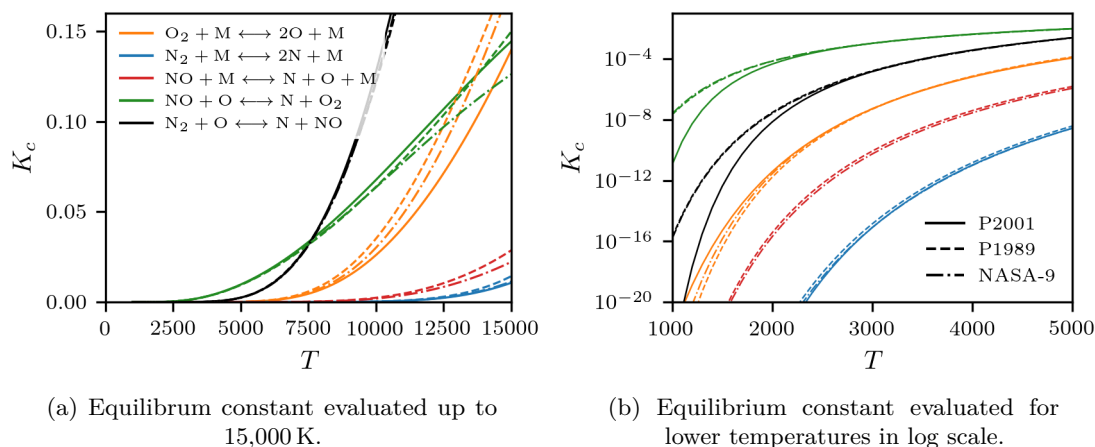 0.15
0.10
0.05
0.00
K_c
O₂ + M ⟷ 2O + M
N₂ + M ⟷ 2N + M
NO + M ⟷ N + O + M
NO + O ⟷ N + O₂
N₂ + O ⟷ N + NO
0 2500 5000 7500 10000 12500 15000
T
(a) Equilibrum constant evaluated up to
15,000 K.
10⁻⁴
10⁻⁸
10⁻¹²
10⁻¹⁶
10⁻²⁰
K_c
P2001
P1989
NASA-9
1000 2000 3000 4000 5000
T
(b) Equilibrium constant evaluated for
lower temperatures in log scale.